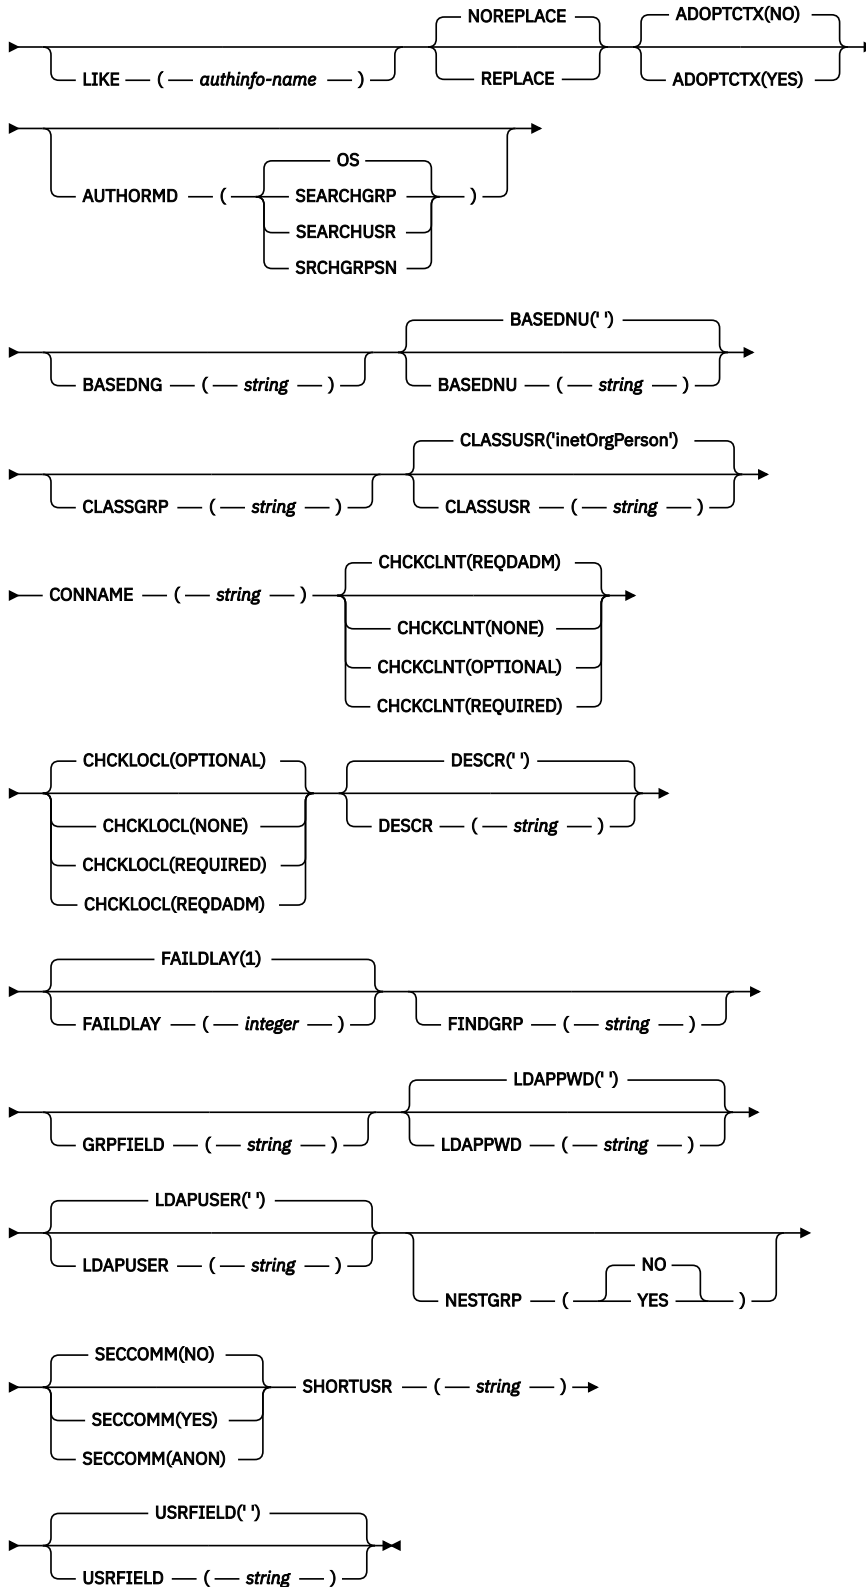 NOREPLACE ADOPTCTX(NO)
LIKE ( authinfo-name ) REPLACE ADOPTCTX(YES)
OS
AUTHORMD ( SEARCHGRP )
SEARCHUSR
SRCHGRPSN
BASEDNU(' ')
BASEDNG ( string ) BASEDNU ( string )
CLASSUSR('inetOrgPerson')
CLASSGRP ( string ) CLASSUSR ( string )
CHCKCLNT(REQDADM)
CONNAME ( string )
CHCKCLNT(NONE)
CHCKCLNT(OPTIONAL)
CHCKCLNT(REQUIRED)
CHCKLOCL(OPTIONAL) DESCR(' ')
CHCKLOCL(NONE) DESCR ( string )
CHCKLOCL(REQUIRED)
CHCKLOCL(REQDADM)
FAILDLAY(1)
FAILDLAY ( integer ) FINDGRP ( string )
LDAPPWD(' ')
GRPFIELD ( string ) LDAPPWD ( string )
LDAPUSER(' ')
LDAPUSER ( string ) NO
NESTGRP ( YES )
SECCOMM(NO)
SHORTUSR ( string )
SECCOMM(YES)
SECCOMM(ANON)
USRFIELD(' ')
USRFIELD ( string )